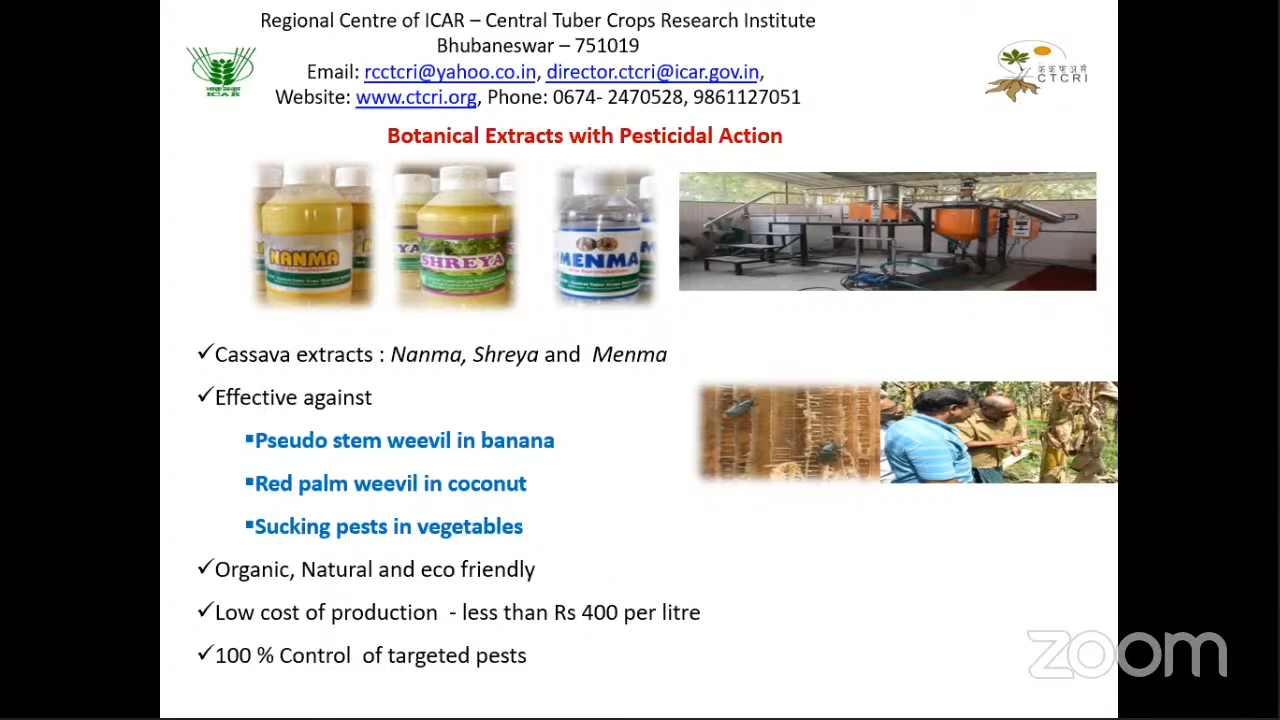 Regional Centre of ICAR – Central Tuber Crops Research Institute
Bhubaneswar – 751019
Email: rcctcri@yahoo.co.in, director.ctcri@icar.gov.in,
Website: www.ctcri.org, Phone: 0674- 2470528, 9861127051
ICAR
CTCRI
Botanical Extracts with Pesticidal Action
NANMA
SHREYA
MENMA
✓Cassava extracts : Nanma, Shreya and Menma
✓Effective against
▪Pseudo stem weevil in banana
▪Red palm weevil in coconut
▪Sucking pests in vegetables
✓Organic, Natural and eco friendly
✓Low cost of production - less than Rs 400 per litre
✓100 % Control of targeted pests
zoom